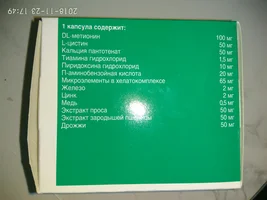 2018-11-23 17:49
1 капсула содержит:
DL-метионин 100 мг
L-цистин 50 мг
Кальция пантотенат 50 мг
Тиамина гидрохлорид 1,5 мг
Пиридоксина гидрохлорид 10 мг
П-аминобензойная кислота 20 мг
Микроэлементы в хелатокомплексе 65 мг
Железо 2 мг
Цинк 2 мг
Медь 0,5 мг
Экстракт проса 50 мг
Экстракт зародышей пшеницы 50 мг
Дрожжи 50 мг